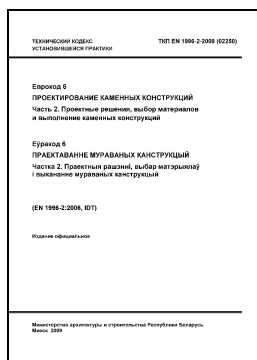 ТЕХНИЧЕСКИЙ КОДЕКС
УСТАНОВИВШЕЙСЯ ПРАКТИКИ
ТКП EN 1996-2-2009 (02250)
Еврокод 6
ПРОЕКТИРОВАНИЕ КАМЕННЫХ КОНСТРУКЦИЙ
Часть 2. Проектные решения, выбор материалов
и выполнение каменных конструкций
Еўракод 6
ПРАЕКТАВАННЕ МУРАВАНЫХ КАНСТРУКЦЫЙ
Частка 2. Праектныя рашэнні, выбар матэрыялаў
і выкананне мураваных канструкцый
(EN 1996-2:2006, IDT)
Издание официальное
Министерство архитектуры и строительства Республики Беларусь
Минск 2009